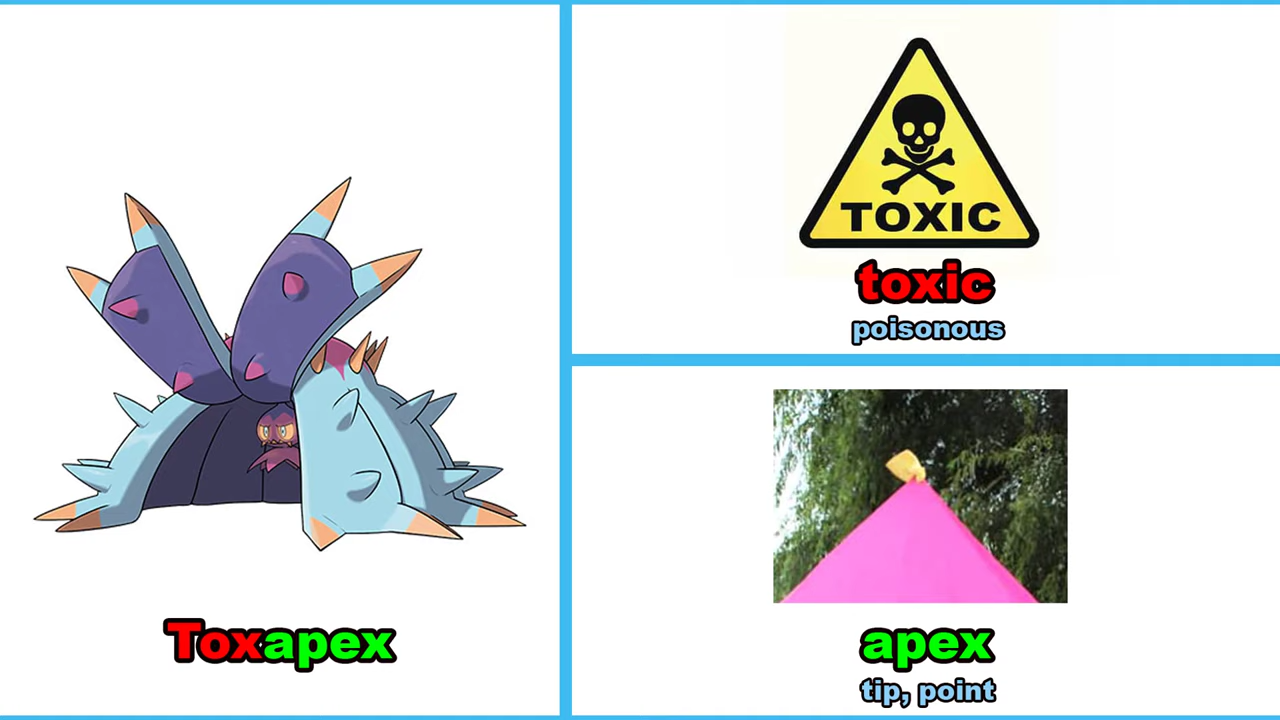 Toxapex
TOXIC
toxic
poisonous
apex
tip, point